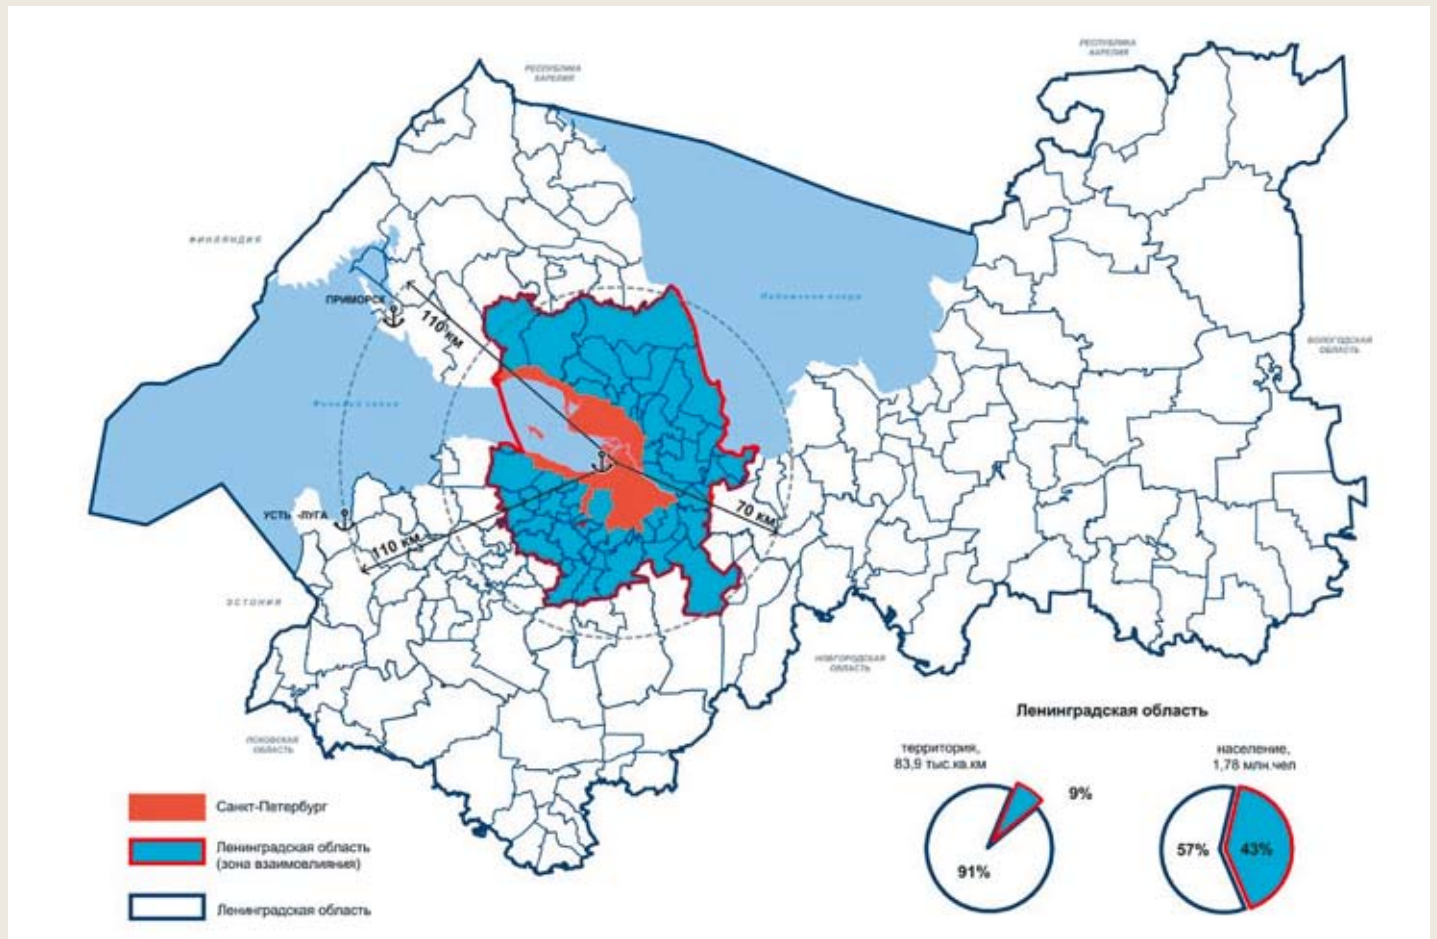 РЕСПУБЛИКА
КАРЕЛИЯ
РЕСПУБЛИКА
КАРЕЛИЯ
ФИНЛЯНДИЯ
ПРИМОРСК
110 км
Ладожское озеро
ВОЛОГОДСКАЯ
ОБЛАСТЬ
Финский залив
УСТЬ -ЛУГА
110 км
70 км
ЭСТОНИЯ
НОВГОРОДСКАЯ
ОБЛАСТЬ
ПСКОВСКАЯ
ОБЛАСТЬ
Санкт-Петербург
Ленинградская область
(зона взаимовлияния)
Ленинградская область
Ленинградская область
территория,
83,9 тыс.кв.км
9%
91%
население,
1,78 млн.чел
57%
43%